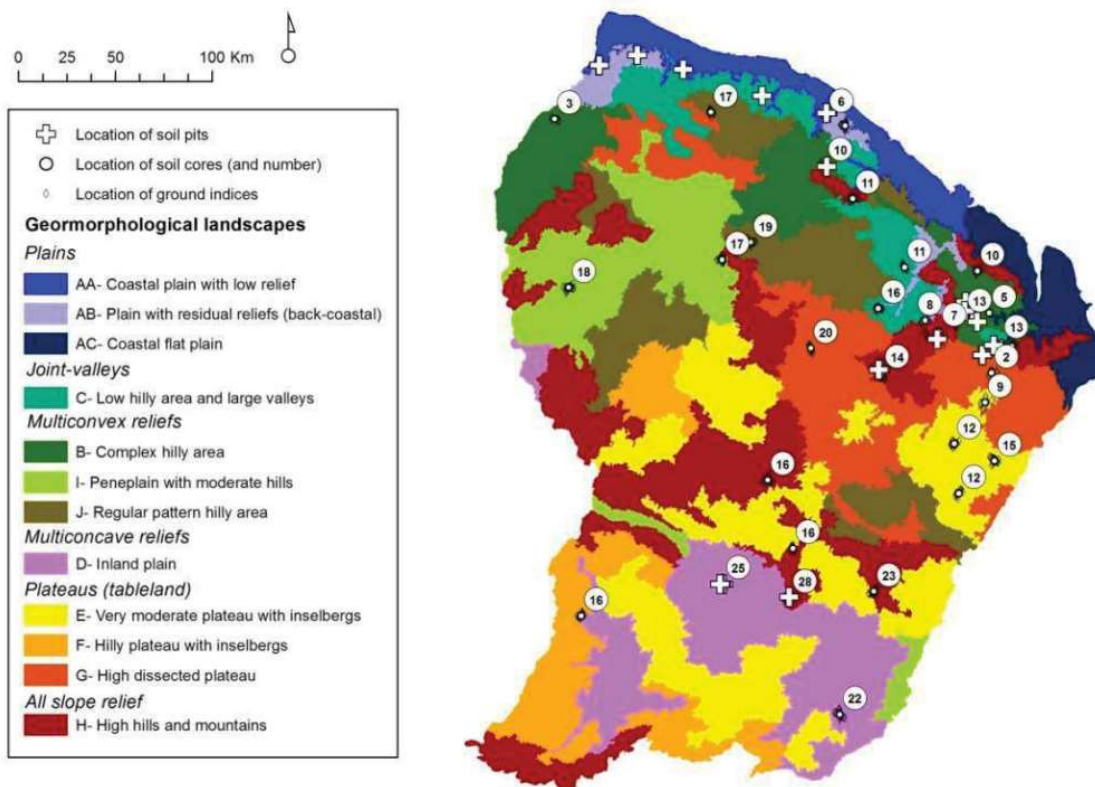 0 25 50 100 Km
Location of soil pits
Location of soil cores (and number)
Location of ground indices
Geormorphological landscapes
Plains
AA- Coastal plain with low relief
AB- Plain with residual reliefs (back-coastal)
AC- Coastal flat plain
Joint-valleys
C- Low hilly area and large valleys
Multiconvex reliefs
B- Complex hilly area
I- Peneplain with moderate hills
J- Regular pattern hilly area
Multiconcave reliefs
D- Inland plain
Plateaus (tableland)
E- Very moderate plateau with inselbergs
F- Hilly plateau with inselbergs
G- High dissected plateau
All slope relief
H- High hills and mountains
3
17
6
10
11
19
17
11
10
18
16
8
7
13
5
13
20
14
2
9
12
15
16
12
16
25
28
23
16
22